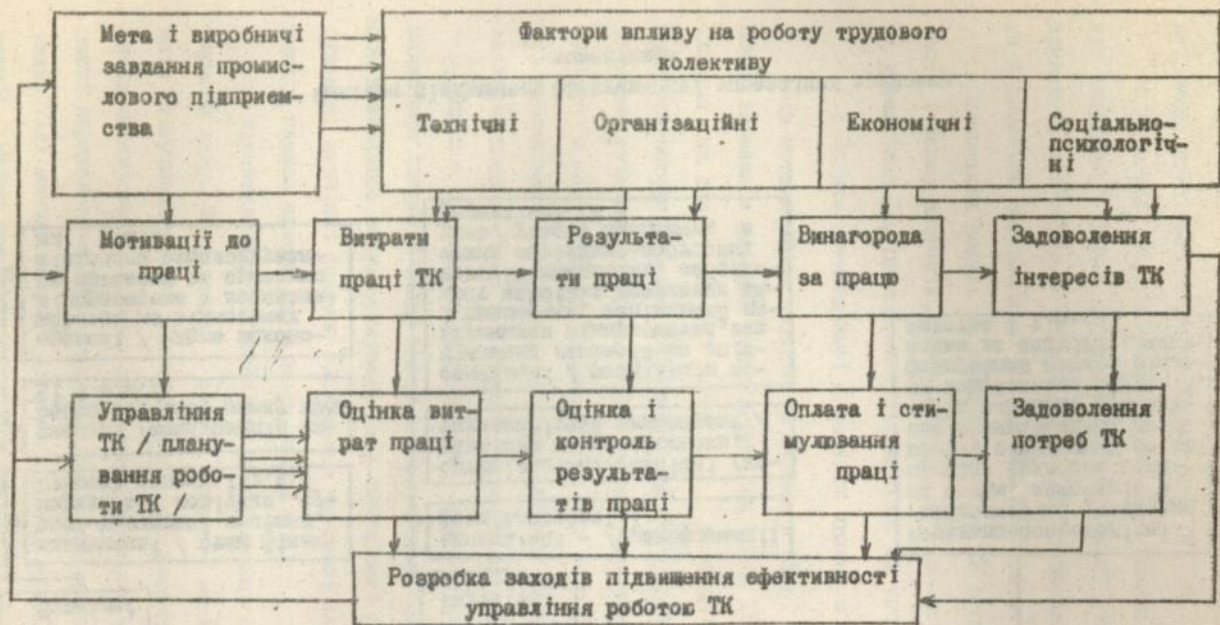 Мета і виробничі
завдання промис-
лового підприєм-
ства
Фактори впливу на роботу трудового
колективу
Технічні
Організаційні
Економічні
Соціально-
психологіч-
ні
Мотивації до
праці
Витрати
праці ТК
Результа-
ти праці
Винагорода
за працю
Задоволення
інтересів ТК
Управління
ТК / плану-
вання робо-
ти ТК /
Оцінка вит-
рат праці
Оцінка і
контроль
результа-
тів праці
Оплата і сти-
мулювання
праці
Задоволення
потреб ТК
Розробка заходів підвищення ефективності
управління роботою ТК